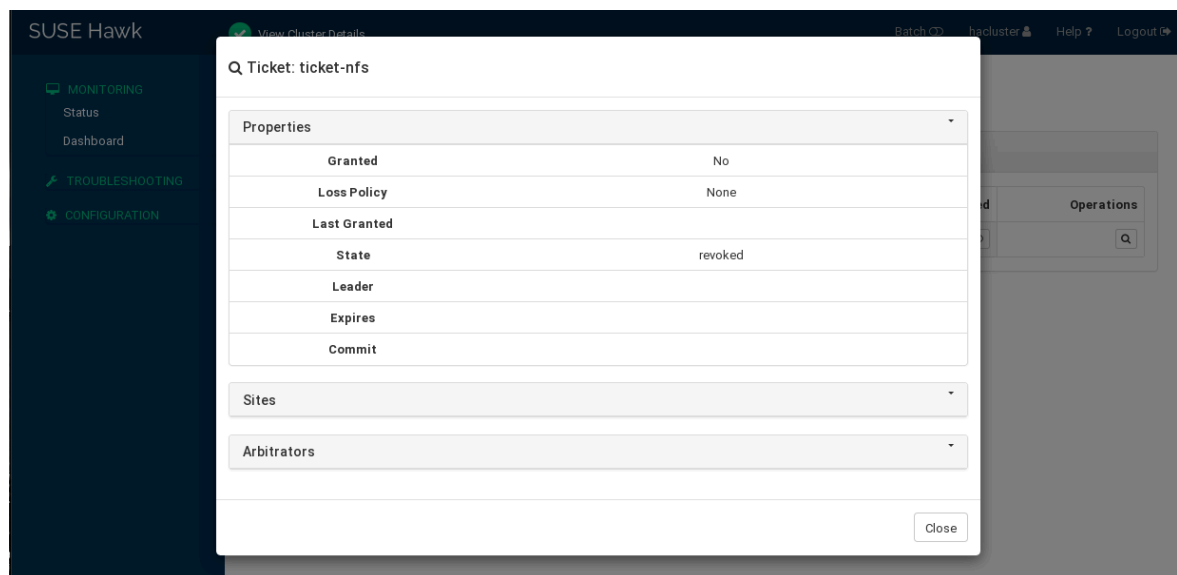 SUSE Hawk
View Cluster Details
Batch
hacluster
Help ?
Logout
MONITORING
Status
Dashboard
TROUBLESHOOTING
CONFIGURATION
Ticket: ticket-nfs
Properties
Granted No
Loss Policy None
Last Granted
State revoked
Leader
Expires
Commit
Sites
Arbitrators
Close
Operations